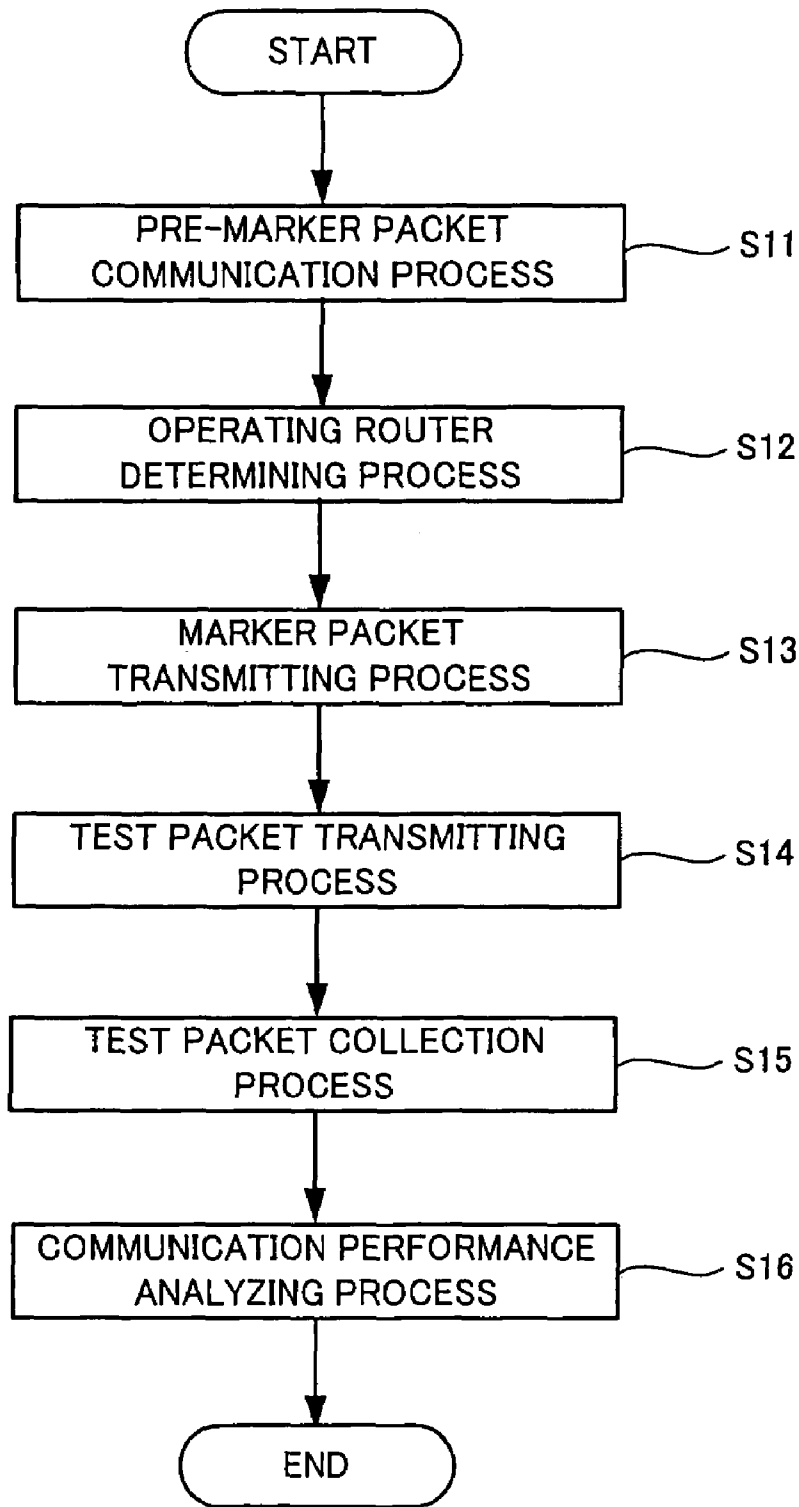 START
PRE-MARKER PACKET
COMMUNICATION PROCESS
S11
OPERATING ROUTER
DETERMINING PROCESS
S12
MARKER PACKET
TRANSMITTING PROCESS
S13
TEST PACKET TRANSMITTING
PROCESS
S14
TEST PACKET COLLECTION
PROCESS
S15
COMMUNICATION PERFORMANCE
ANALYZING PROCESS
S16
END